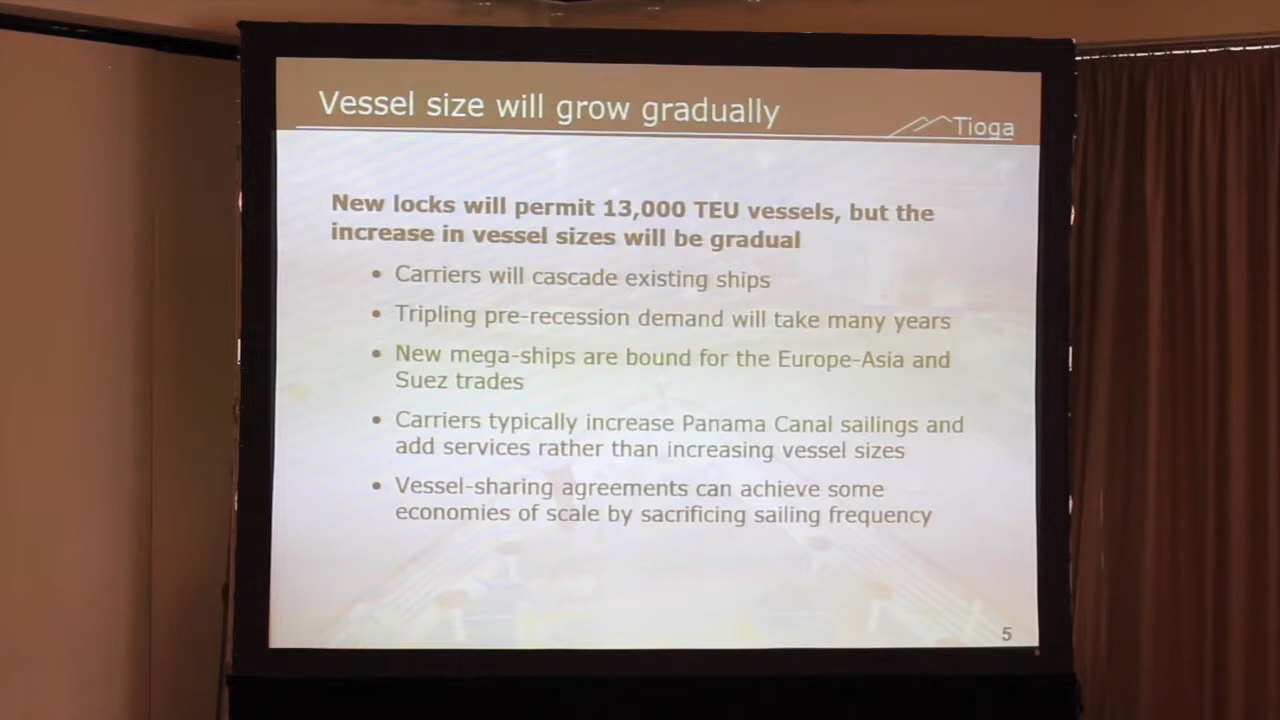 Vessel size will grow gradually
Tioga
New locks will permit 13,000 TEU vessels, but the
increase in vessel sizes will be gradual
• Carriers will cascade existing ships
• Tripling pre-recession demand will take many years
• New mega-ships are bound for the Europe-Asia and
Suez trades
• Carriers typically increase Panama Canal sailings and
add services rather than increasing vessel sizes
• Vessel-sharing agreements can achieve some
economies of scale by sacrificing sailing frequency
5